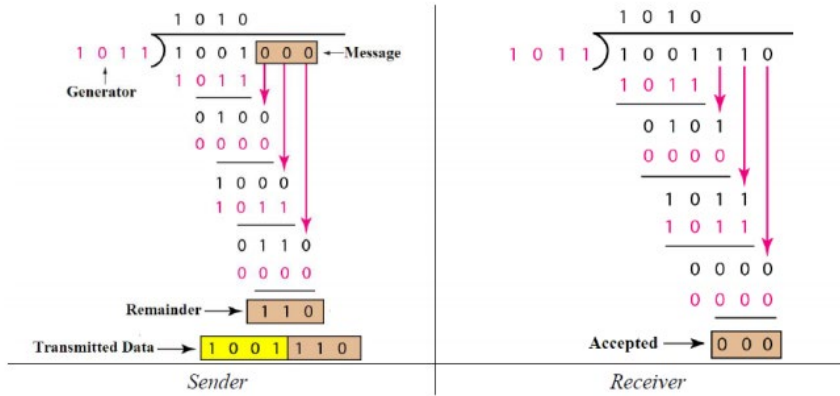 1 0 1 0
1 0 1 1 1 0 0 1 0 0 0 Message
Generator 1 0 1 1
0 1 0 0
0 0 0 0
1 0 0 0
1 0 1 1
0 1 1 0
0 0 0 0
Remainder 1 1 0
Transmitted Data 1 0 0 1 1 1 0
Sender
1 0 1 0
1 0 1 1 1 0 0 1 1 1 0
1 0 1 1
0 1 0 1
0 0 0 0
1 0 1 1
1 0 1 1
0 0 0 0
0 0 0 0
Accepted 0 0 0
Receiver